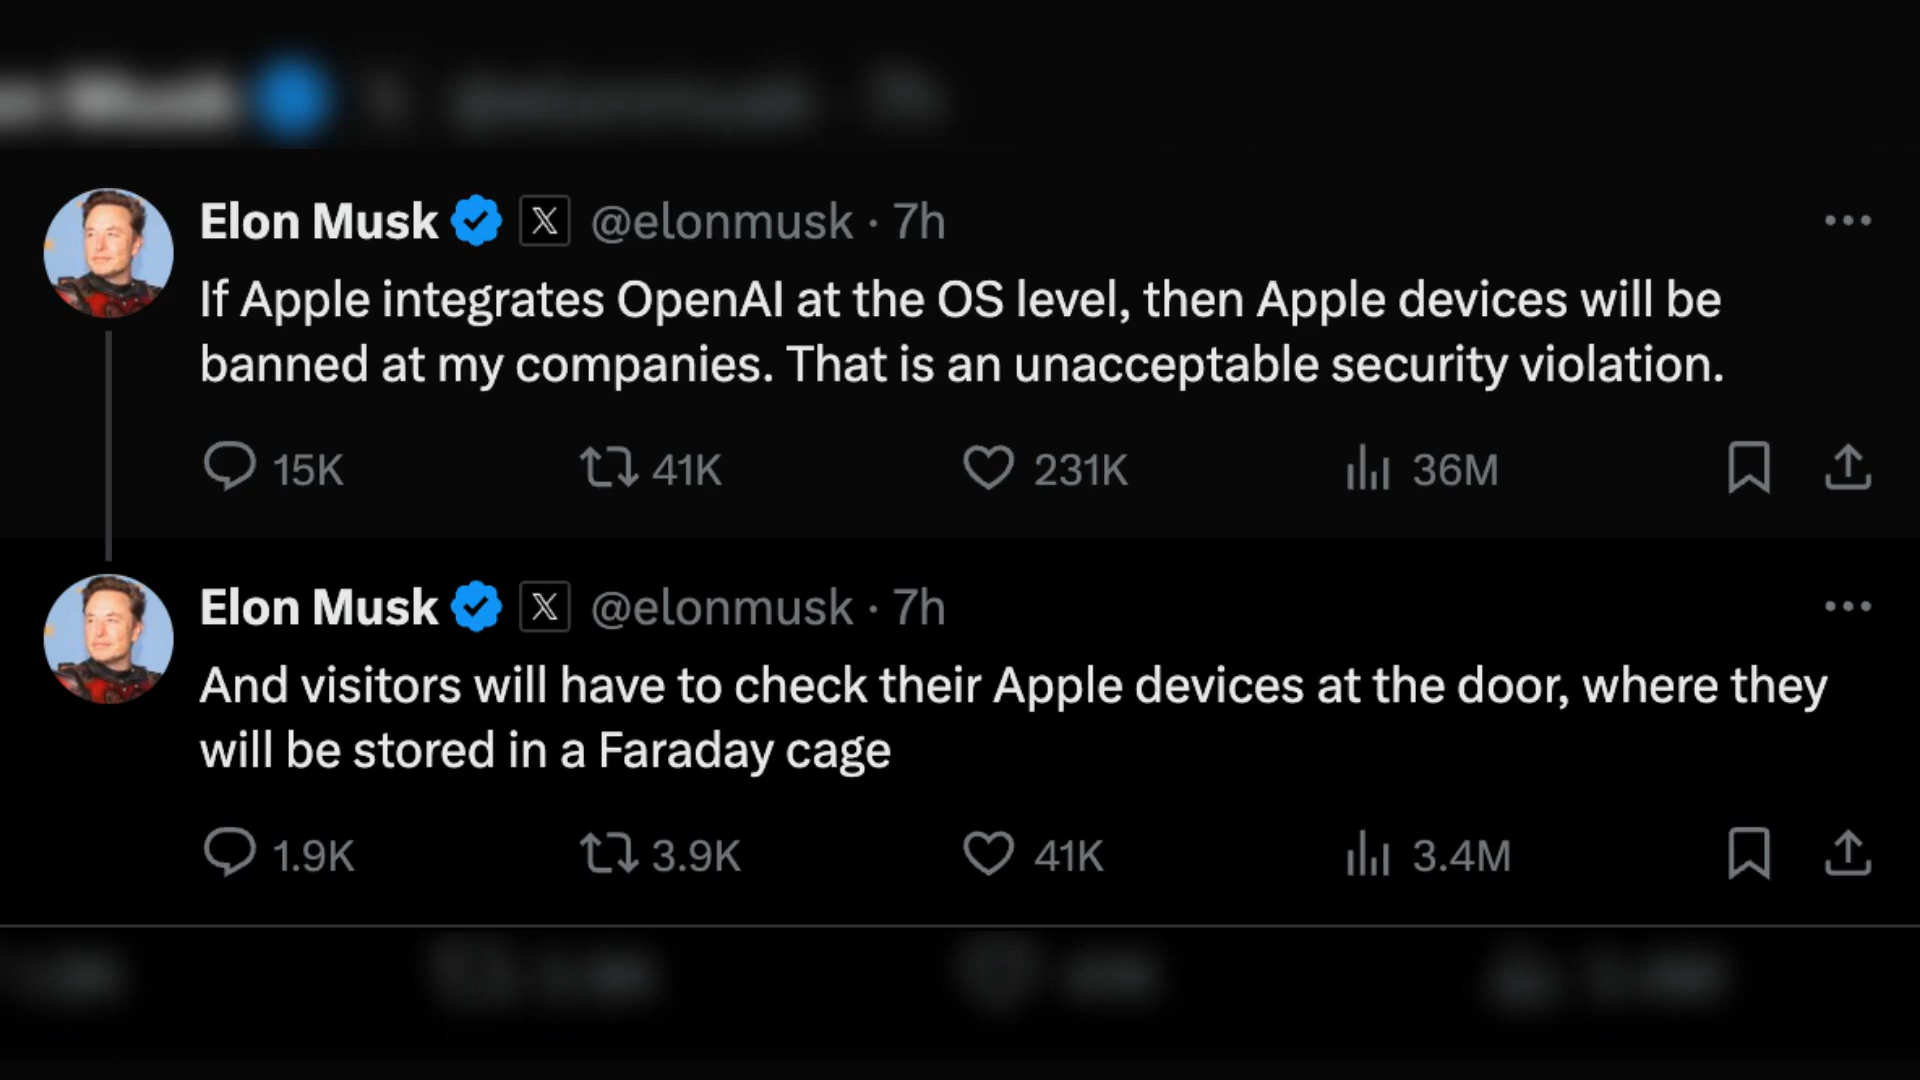 Elon Musk @elonmusk · 7h
If Apple integrates OpenAI at the OS level, then Apple devices will be
banned at my companies. That is an unacceptable security violation.
15K 41K 231K 36M
Elon Musk @elonmusk · 7h
And visitors will have to check their Apple devices at the door, where they
will be stored in a Faraday cage
1.9K 3.9K 41K 3.4M